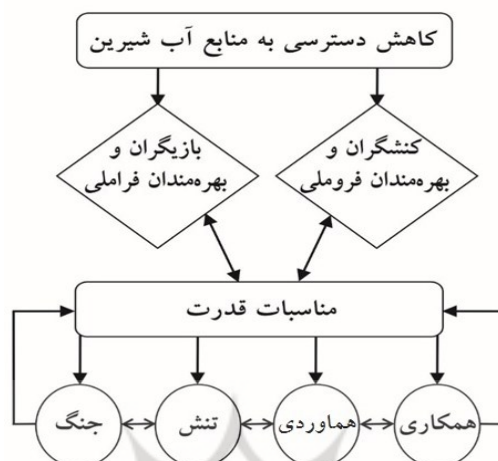 کاهش دسترسی به منابع آب شیرین
کنشگران و
بهره‌مندان فروملی
بازیگران و
بهره‌مندان فراملی
مناسبات قدرت
همکاری
هماوردی
تنش
جنگ